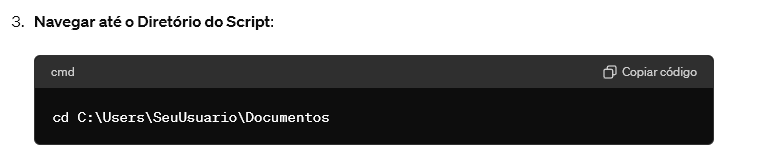 3. Navegar até o Diretório do Script:
cmd
Copiar código
cd C:\Users\SeuUsuario\Documentos